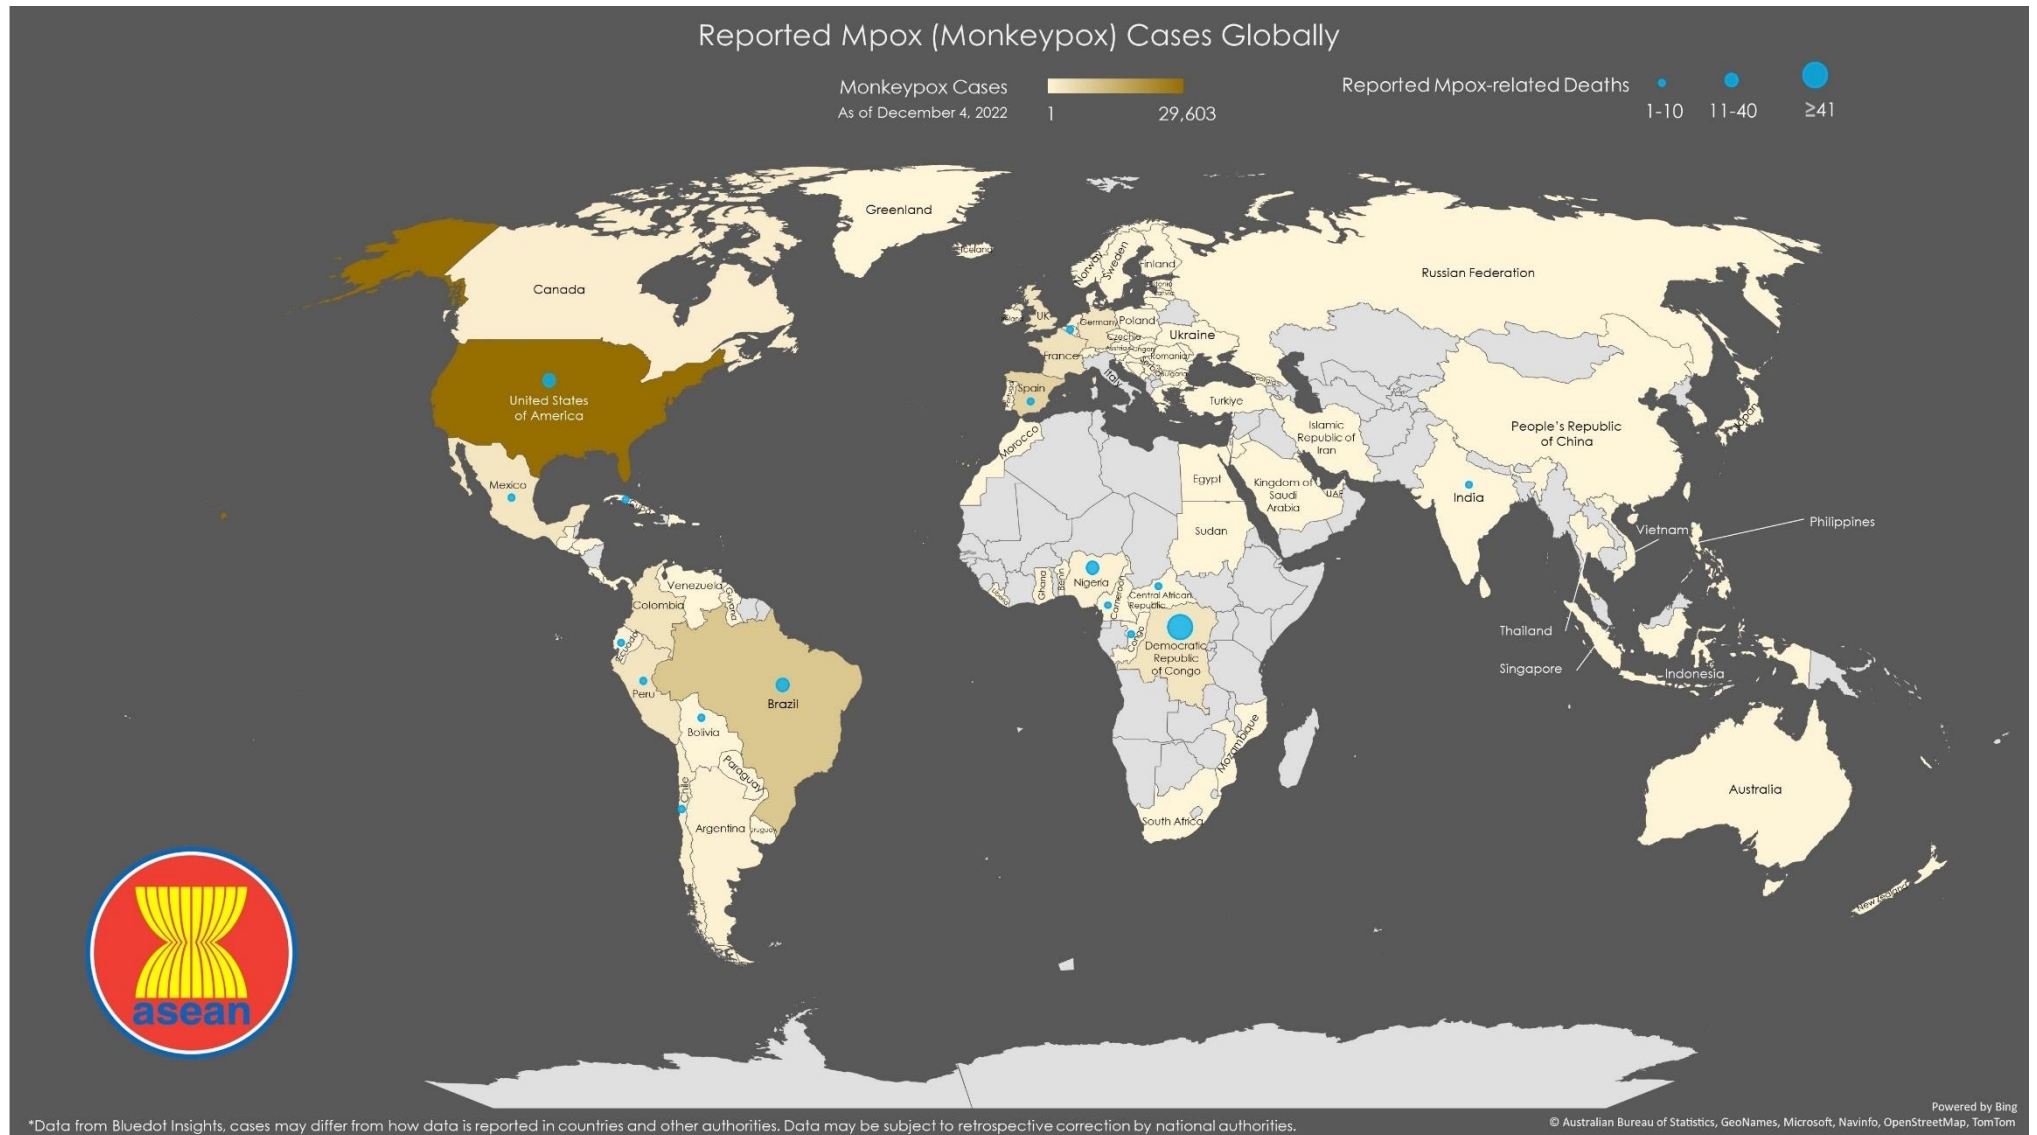 Reported Mpox (Monkeypox) Cases Globally
Monkeypox Cases
As of December 4, 2022
1
29,603
Reported Mpox-related Deaths
1-10
11-40
≥41
Greenland
Iceland
Norway
Sweden
Finland
Russian Federation
Canada
UK
Germany
Poland
Czechia
Ukraine
France
Romania
Italy
Spain
Turkiye
United States
of America
Morocco
Islamic
Republic of
Iran
People's Republic
of China
Japan
Mexico
Cuba
Egypt
Kingdom of
Saudi
Arabia
UAE
India
Sudan
Vietnam
Philippines
Venezuela
Guyana
Colombia
Ghana
Benin
Nigeria
Cameroon
Central African
Republic
Ecuador
Congo
Democratic
Republic
of Congo
Thailand
Singapore
Indonesia
Peru
Brazil
Bolivia
Paraguay
Mozambique
Chile
Argentina
Uruguay
South Africa
Australia
New Zealand
asean
Powered by Bing
*Data from Bluedot Insights, cases may differ from how data is reported in countries and other authorities. Data may be subject to retrospective correction by national authorities.
© Australian Bureau of Statistics, GeoNames, Microsoft, Navinfo, OpenStreetMap, TomTom